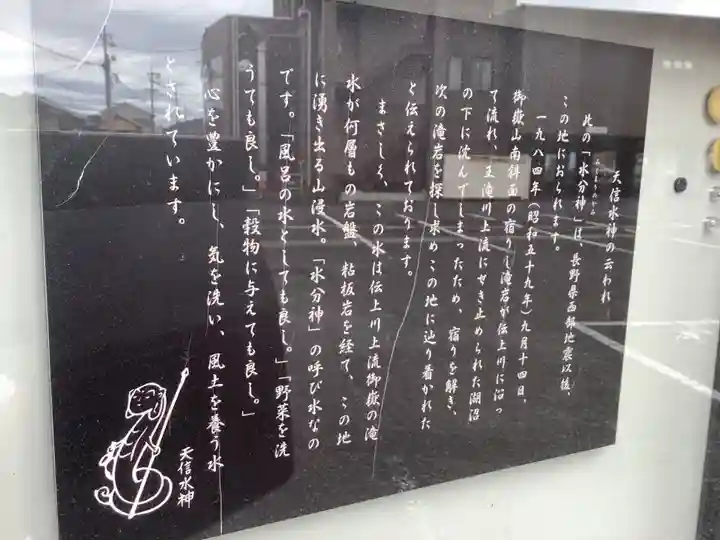 天信水神の云われ
みくまりのかみ
此の「水分神」は、長野県西部地震以後、
この地におられます。
一九八四年(昭和五十九年)九月十四日、
御嶽山南斜面の宿りし滝岩が伝上川に沿っ
て流れ、王滝川上流にせき止められた湖沼
の下に沈んでしまったため、宿りを解き、
次の滝岩を探し求めこの地に辿り着かれた
と伝えられております。
まさしく、この水は伝上川上流御嶽の滝
水が何層もの岩盤、粘板岩を経て、この地
に湧き出る山漫水。「水分神」の呼び水なの
です。「風呂の水としても良し。」「野菜を洗
うても良し。」「穀物に与えても良し。」
心を豊かにし、気を洗い、風土を養う水
とされています。
天信水神